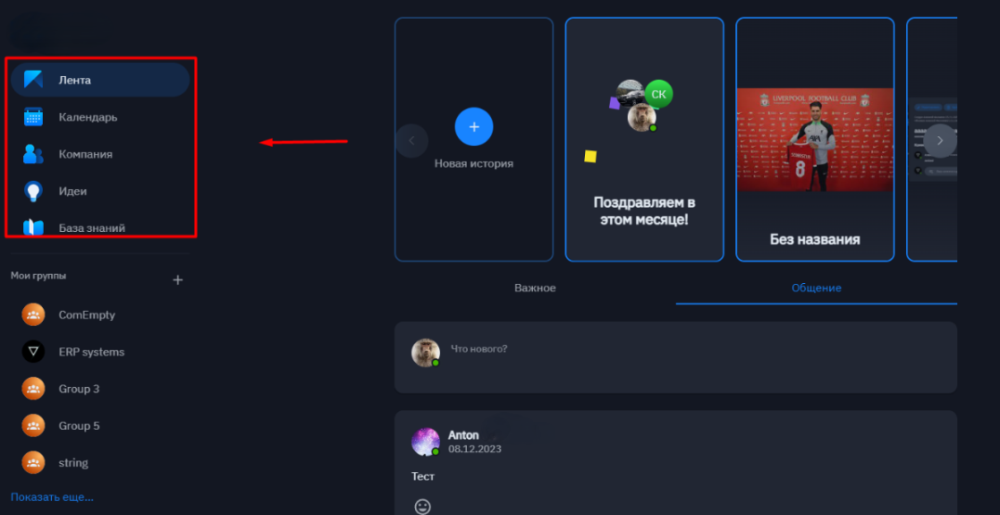 Лента
Календарь
Компания
Идеи
База знаний
Мои группы
ComEmpty
ERP systems
Group 3
Group 5
string
Показать еще...
Новая история
СК
Поздравляем в
этом месяце!
LIVERPOOL FOOTBALL CLUB
8
Без названия
Важное
Общение
Что нового?
Anton
08.12.2023
Тест